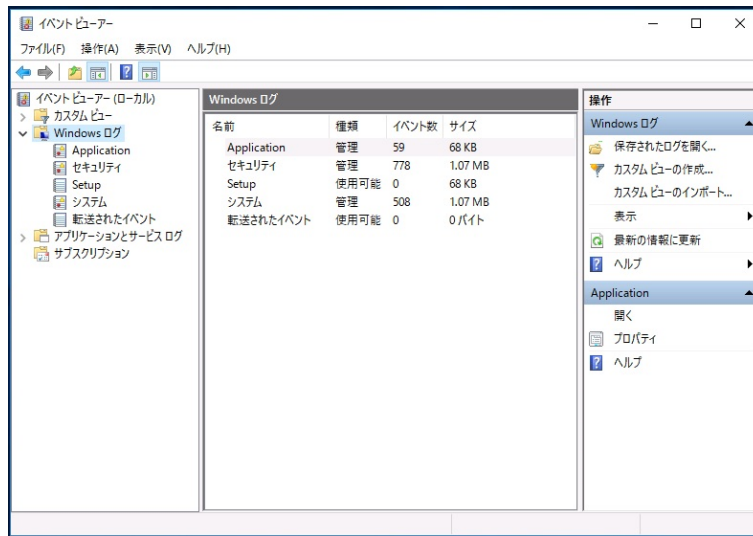 イベント ビューアー
ファイル(F) 操作(A) 表示(V) ヘルプ(H)
イベント ビューアー (ローカル)
カスタム ビュー
Windows ログ
Application
セキュリティ
Setup
システム
転送されたイベント
アプリケーションとサービス ログ
サブスクリプション
Windows ログ
名前 種類 イベント数 サイズ
Application 管理 59 68 KB
セキュリティ 管理 778 1.07 MB
Setup 使用可能 0 68 KB
システム 管理 508 1.07 MB
転送されたイベント 使用可能 0 0 バイト
操作
Windows ログ
保存されたログを開く...
カスタム ビューの作成...
カスタム ビューのインポート...
表示
最新の情報に更新
ヘルプ
Application
開く
プロパティ
ヘルプ